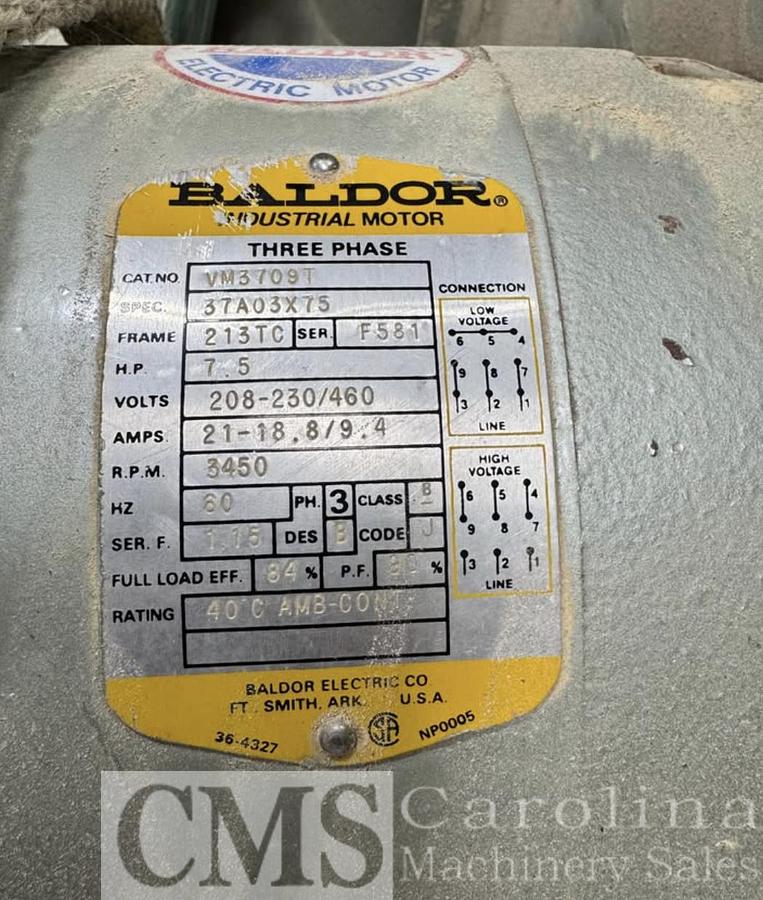 BALDOR
ELECTRIC MOTOR
BALDOR®
INDUSTRIAL MOTOR
THREE PHASE
CAT.NO. VM3709T
SPEC. 37A03X75
FRAME 213TC SER. F581
H.P. 7.5
VOLTS 208-230/460
AMPS 21-18.8/9.4
R.P.M. 3450
HZ 60 PH. 3 CLASS B
SER. F. 1.15 DES B CODE J
FULL LOAD EFF. 84 % P.F. %
RATING 40 C AMB-CONT
CONNECTION
LOW
VOLTAGE
6 5 4
9 8 7
3 2 1
LINE
HIGH
VOLTAGE
6 5 4
9 8 7
3 2 1
LINE
BALDOR ELECTRIC CO
FT. SMITH, ARK. U.S.A.
36-4327 SA NP0005
CMS Carolina
Machinery Sales